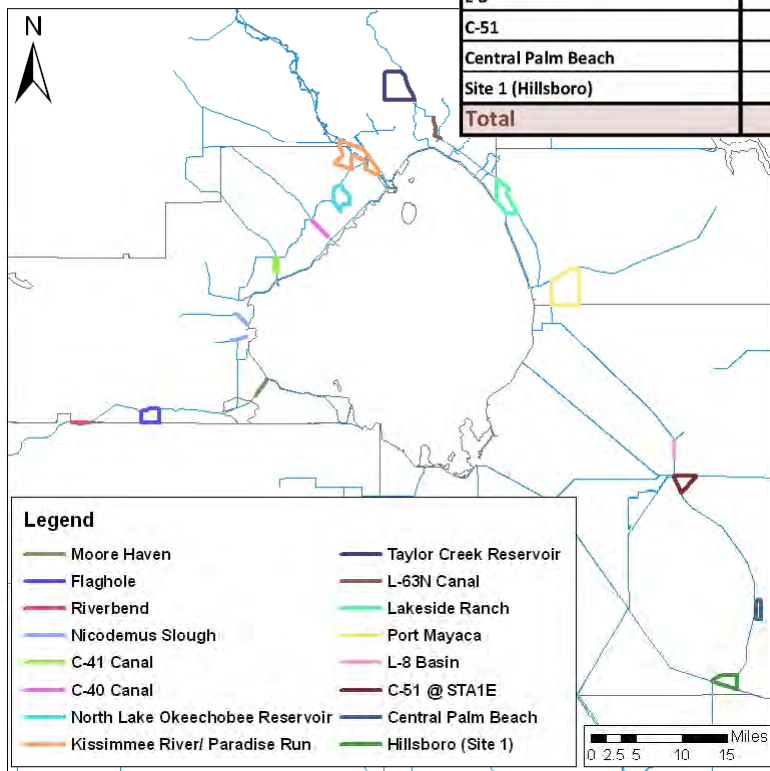 N
C-51
Central Palm Beach
Site 1 (Hillsboro)
Total
Legend
Moore Haven
Flaghole
Riverbend
Nicodemus Slough
C-41 Canal
C-40 Canal
North Lake Okeechobee Reservoir
Kissimmee River/ Paradise Run
Taylor Creek Reservoir
L-63N Canal
Lakeside Ranch
Port Mayaca
L-8 Basin
C-51 @ STA1E
Central Palm Beach
Hillsboro (Site 1)
Miles
0 2.5 5 10 15